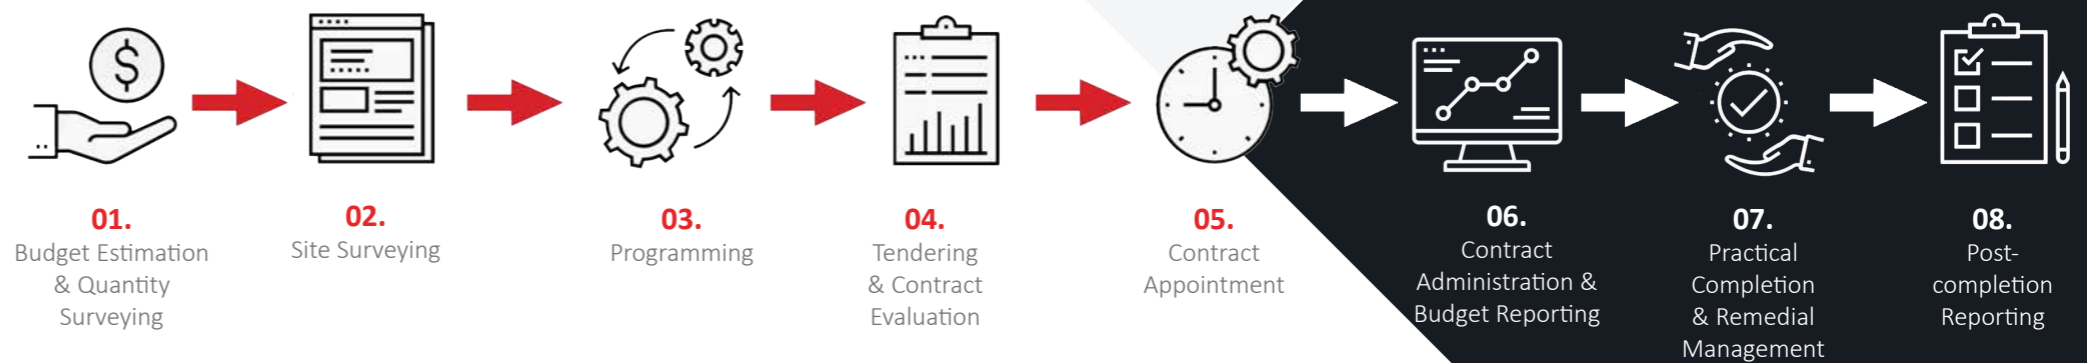 $
01.
Budget Estimation
& Quantity
Surveying
02.
Site Surveying
03.
Programming
04.
Tendering
& Contract
Evaluation
05.
Contract
Appointment
06.
Contract
Administration &
Budget Reporting
07.
Practical
Completion
& Remedial
Management
08.
Post-
completion
Reporting